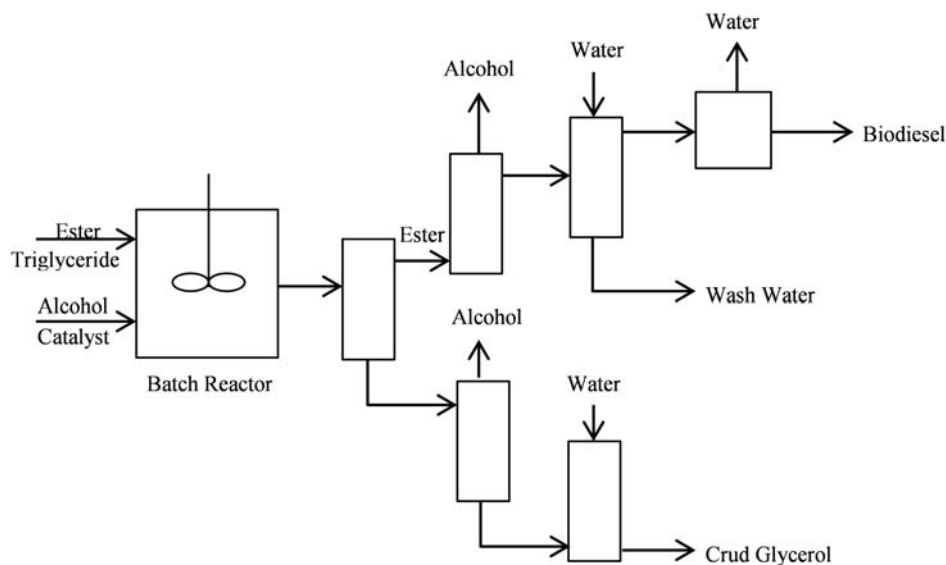 Water
Water
Alcohol
Biodiesel
Ester
Triglyceride
Ester
Alcohol
Catalyst
Wash Water
Alcohol
Batch Reactor
Water
Crud Glycerol